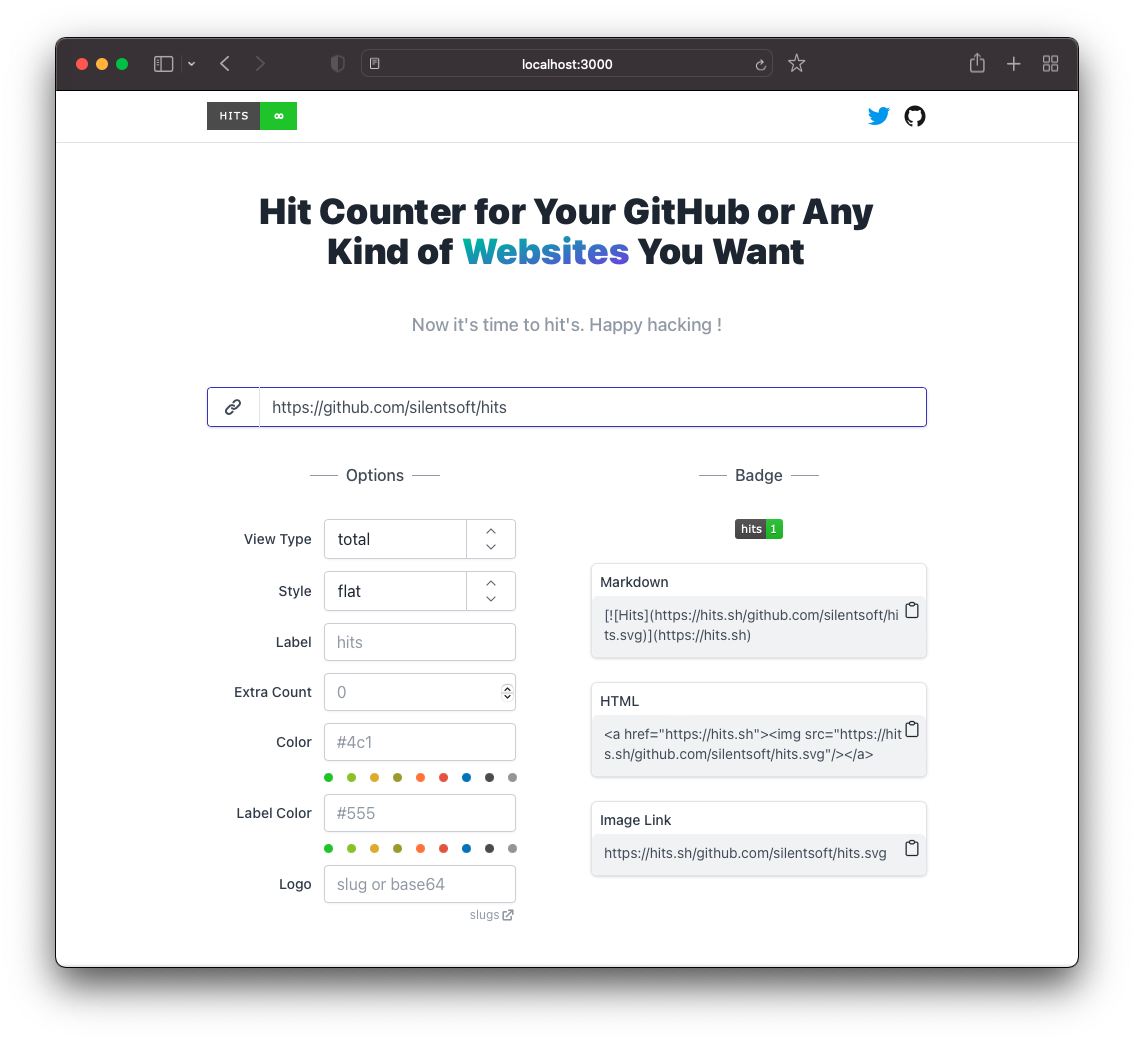 localhost:3000
HITS ∞
Hit Counter for Your GitHub or Any
Kind of Websites You Want
Now it's time to hit's. Happy hacking !
https://github.com/silentsoft/hits
Options
View Type
total
Style
flat
Label
hits
Extra Count
0
Color
#4c1
Label Color
#555
Logo
slug or base64
slugs
Badge
hits 1
Markdown
[![Hits](https://hits.sh/github.com/silentsoft/hi
ts.svg)](https://hits.sh)
HTML
<a href="https://hits.sh"><img src="https://hit
s.sh/github.com/silentsoft/hits.svg"/></a>
Image Link
https://hits.sh/github.com/silentsoft/hits.svg